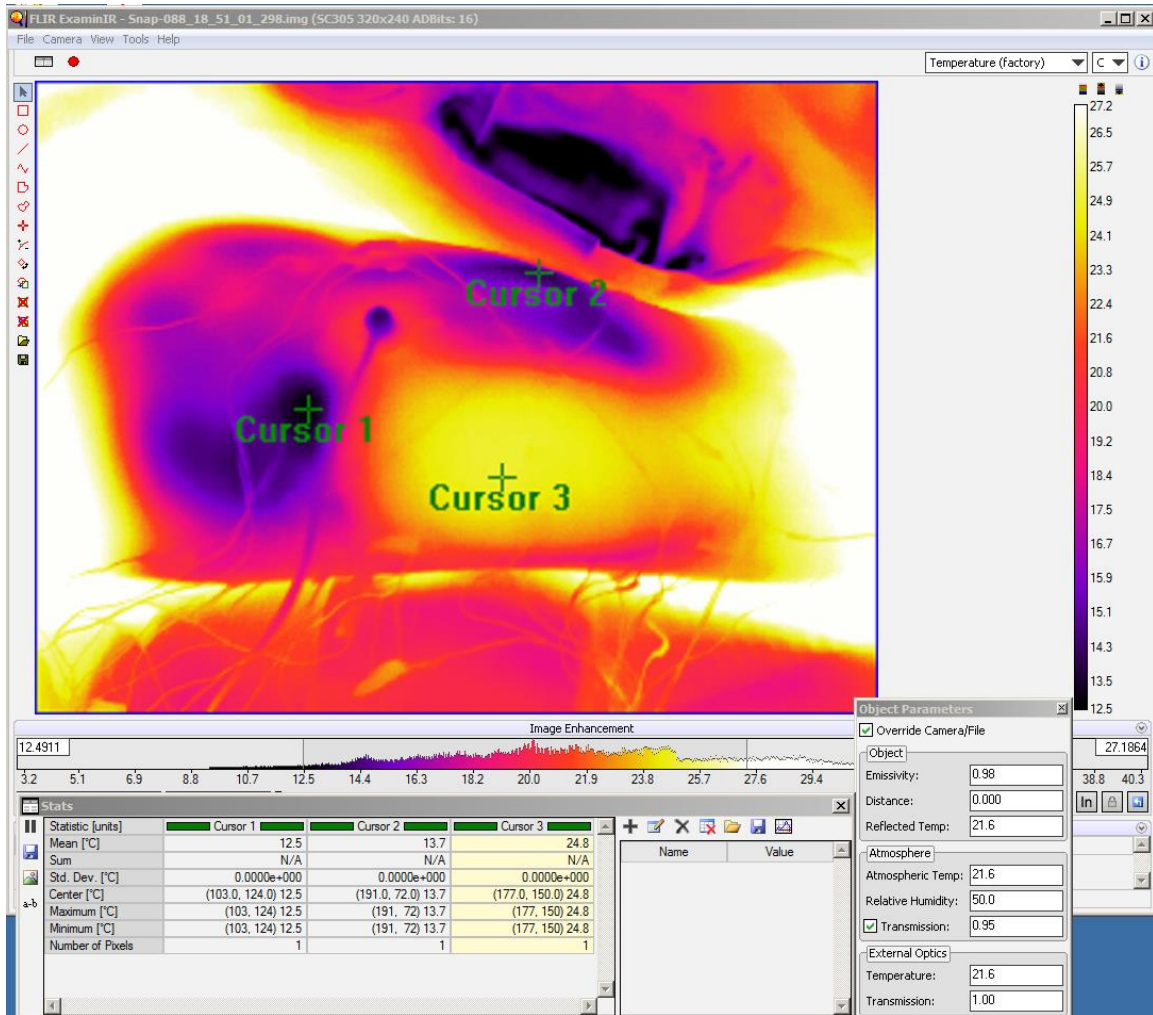 FLIR ExaminIR - Snap-088_18_51_01_298.img (SC305 320x240 ADBits: 16)
File Camera View Tools Help
Temperature (factory) C
27.2
26.5
25.7
24.9
24.1
23.3
22.4
21.6
20.8
20.0
19.2
18.4
17.5
16.7
15.9
15.1
14.3
13.5
12.5
Cursor 2
Cursor 1
Cursor 3
Image Enhancement
12.4911 27.1864
3.2 5.1 6.9 8.8 10.7 12.5 14.4 16.3 18.2 20.0 21.9 23.8 25.7 27.6 29.4 38.8 40.3
ln
Stats
Statistic [units] Cursor 1 Cursor 2 Cursor 3
Mean [°C] 12.5 13.7 24.8
Sum N/A N/A N/A
Std. Dev. [°C] 0.0000e+000 0.0000e+000 0.0000e+000
Center [°C] (103.0, 124.0) 12.5 (191.0, 72.0) 13.7 (177.0, 150.0) 24.8
Maximum [°C] (103, 124) 12.5 (191, 72) 13.7 (177, 150) 24.8
Minimum [°C] (103, 124) 12.5 (191, 72) 13.7 (177, 150) 24.8
Number of Pixels 1 1 1
a-b
Name Value
Object Parameters
Override Camera/File
Object
Emissivity: 0.98
Distance: 0.000
Reflected Temp: 21.6
Atmosphere
Atmospheric Temp: 21.6
Relative Humidity: 50.0
Transmission: 0.95
External Optics
Temperature: 21.6
Transmission: 1.00